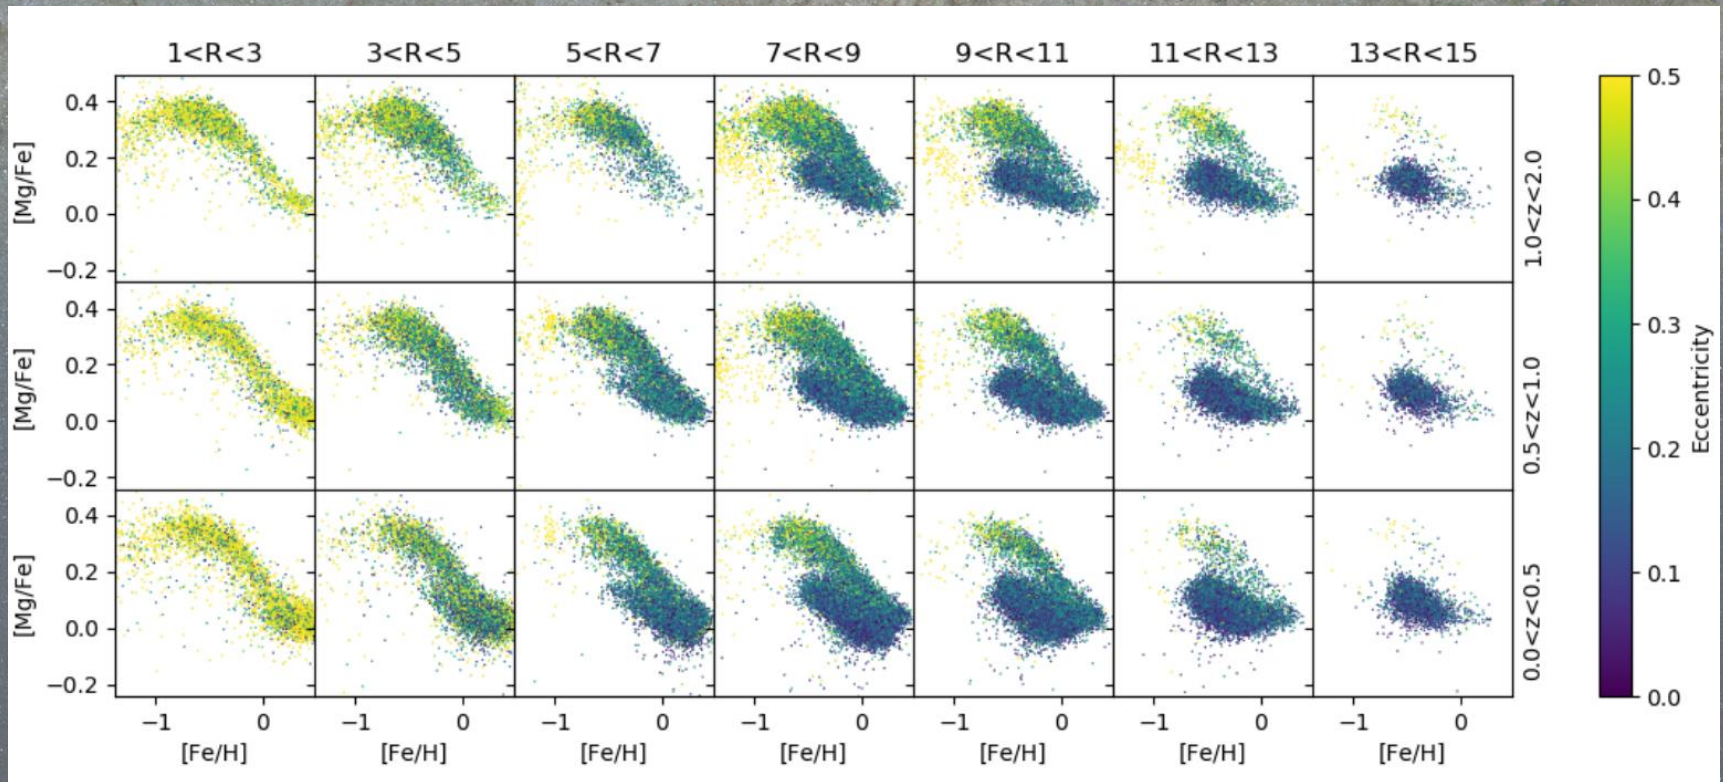 1<R<3 3<R<5 5<R<7 7<R<9 9<R<11 11<R<13 13<R<15
0.4
0.2
0.0
−0.2
[Mg/Fe]
1.0<z<2.0
0.4
0.2
0.0
−0.2
[Mg/Fe]
0.5<z<1.0
0.4
0.2
0.0
−0.2
[Mg/Fe]
0.0<z<0.5
−1 0 −1 0 −1 0 −1 0 −1 0 −1 0 −1 0
[Fe/H] [Fe/H] [Fe/H] [Fe/H] [Fe/H] [Fe/H] [Fe/H]
0.5
0.4
0.3
0.2
0.1
0.0
Eccentricity